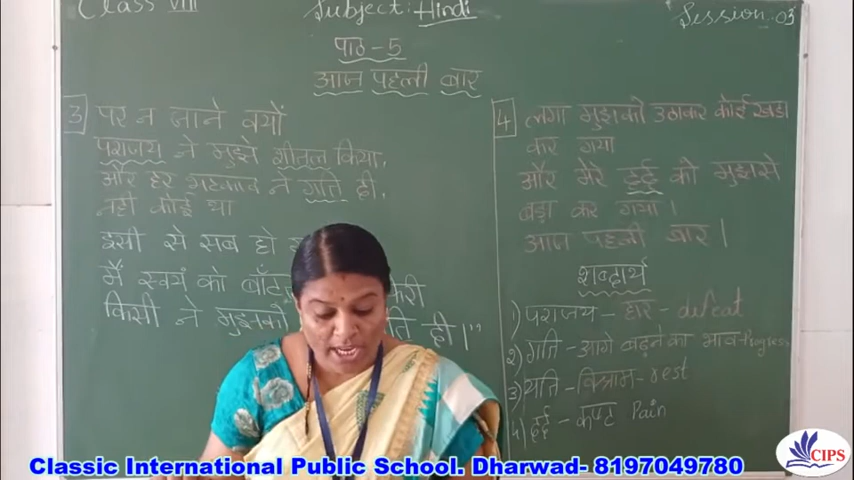 Class VIII
Subject: Hindi
Session: 03
पाठ-5
आज पहली बार
3
पर न जाने क्यों
पराजय ने मुझे शीतल किया,
और हर भटकाव ने गति दी,
नही कोई था
इसी से सब हो
मैं स्वयं को बाँट
किसी ने मुझको
दी।"
4
लगा मुझको उठाकर कोई खडा
कर गया
और मेरे दर्द को मुझसे
बड़ा कर गया।
आज पहली बार।
शब्दार्थ
1) पराजय - हार - defeat
2) गति - आगे बढ़ने का भाव - Progress
3) यति - विश्राम - rest
4) दर्द - कष्ट Pain
CIPS
Classic International Public School. Dharwad- 8197049780